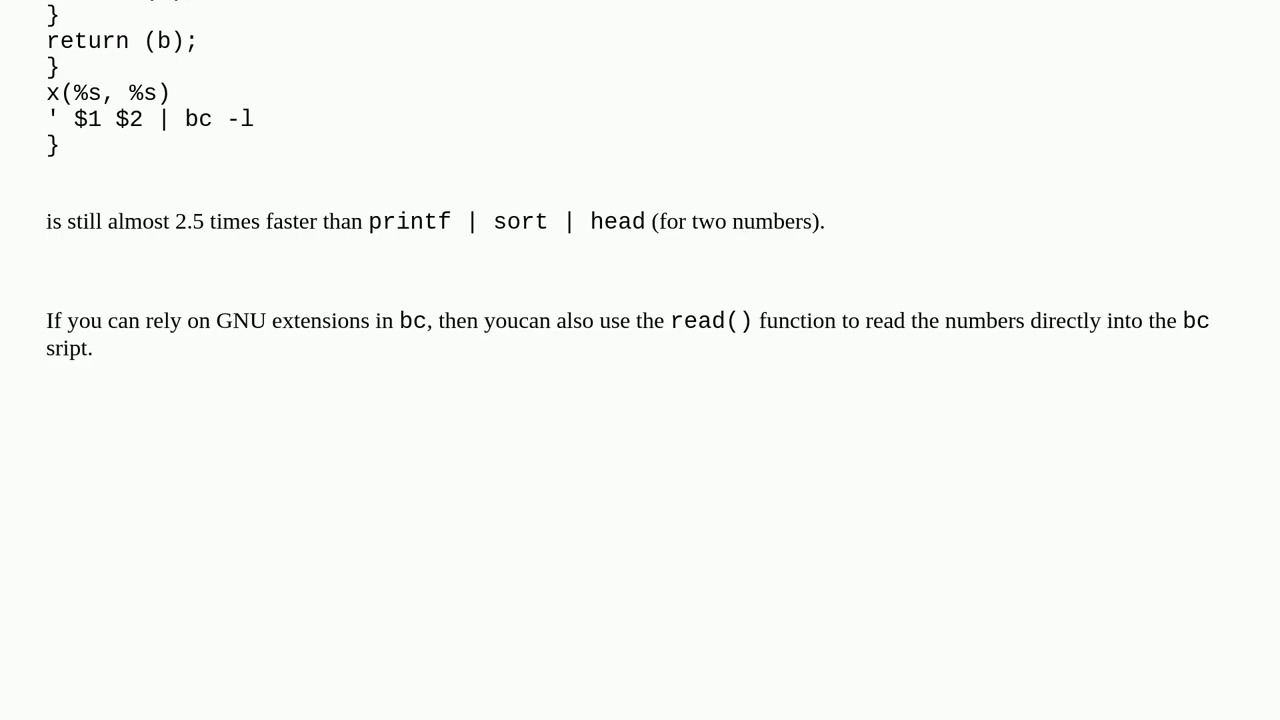 }
return (b);
}
x(%s, %s)
' $1 $2 | bc -l
}
is still almost 2.5 times faster than printf | sort | head (for two numbers).
If you can rely on GNU extensions in bc, then youcan also use the read() function to read the numbers directly into the bc
sript.